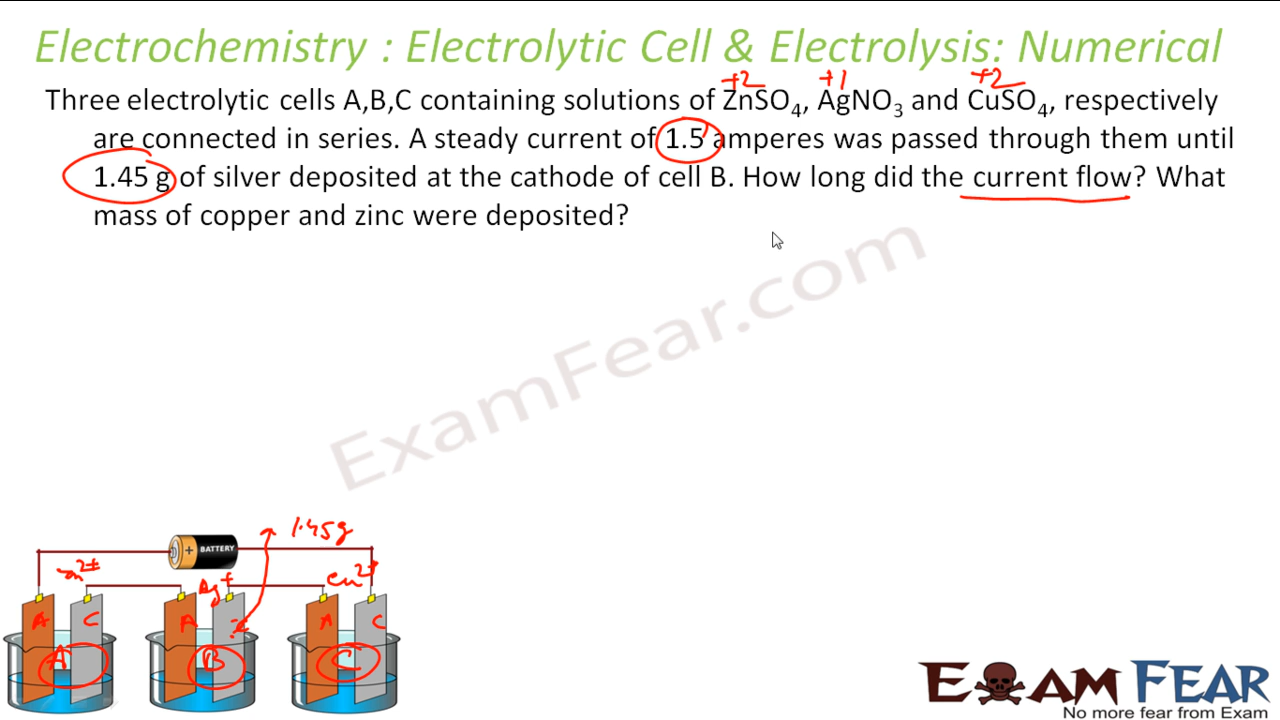 Electrochemistry : Electrolytic Cell & Electrolysis: Numerical
+2 +1 +2
Three electrolytic cells A,B,C containing solutions of ZnSO₄, AgNO₃ and CuSO₄, respectively
are connected in series. A steady current of 1.5 amperes was passed through them until
1.45 g of silver deposited at the cathode of cell B. How long did the current flow? What
mass of copper and zinc were deposited?
ExamFear.com
1.45g
+ BATTERY
Zn²⁺ Ag⁺ Cu²⁺
A C A C A C
A B C
EXAM FEAR
No more fear from Exam